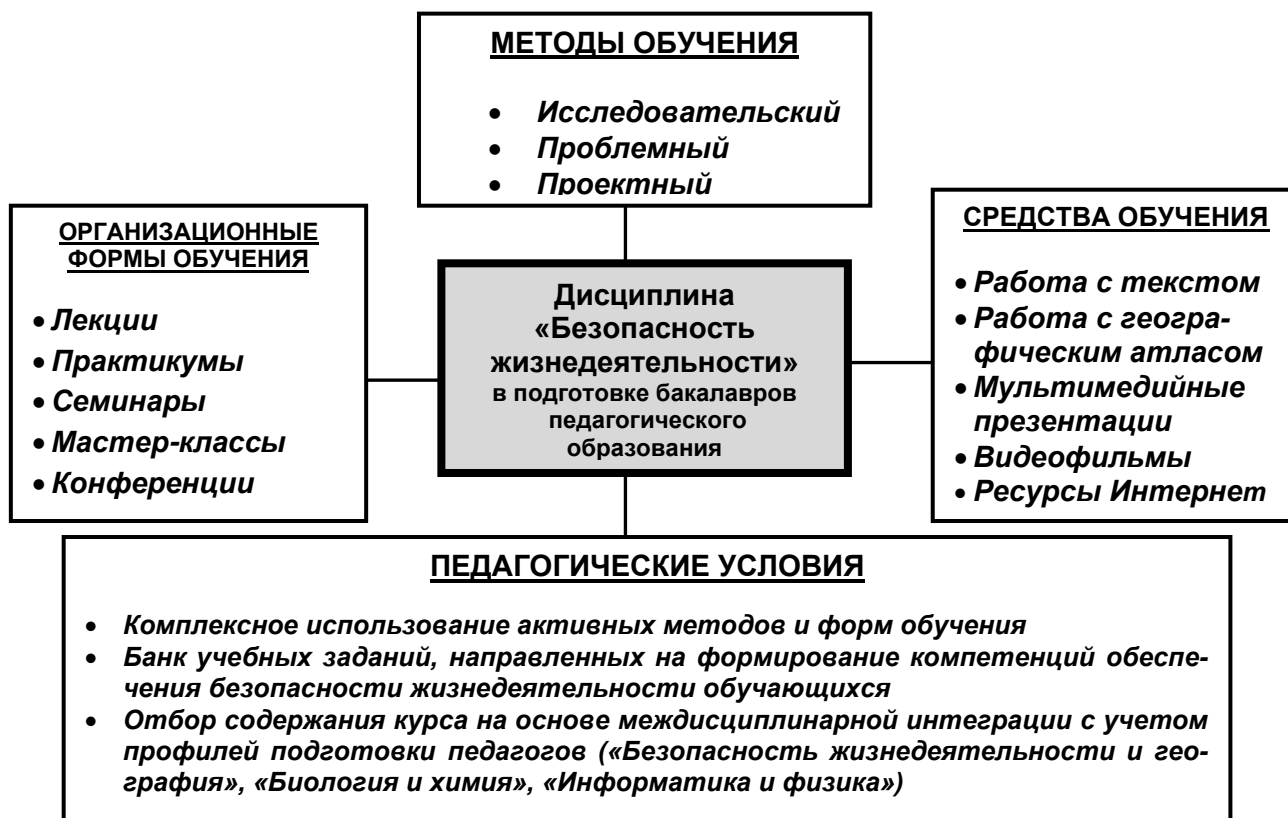 МЕТОДЫ ОБУЧЕНИЯ
• Исследовательский
• Проблемный
• Проектный
ОРГАНИЗАЦИОННЫЕ
ФОРМЫ ОБУЧЕНИЯ
• Лекции
• Практикумы
• Семинары
• Мастер-классы
• Конференции
Дисциплина
«Безопасность
жизнедеятельности»
в подготовке бакалавров
педагогического
образования
СРЕДСТВА ОБУЧЕНИЯ
• Работа с текстом
• Работа с геогра-
фическим атласом
• Мультимедийные
презентации
• Видеофильмы
• Ресурсы Интернет
ПЕДАГОГИЧЕСКИЕ УСЛОВИЯ
• Комплексное использование активных методов и форм обучения
• Банк учебных заданий, направленных на формирование компетенций обеспе-
чения безопасности жизнедеятельности обучающихся
• Отбор содержания курса на основе междисциплинарной интеграции с учетом
профилей подготовки педагогов («Безопасность жизнедеятельности и гео-
графия», «Биология и химия», «Информатика и физика»)